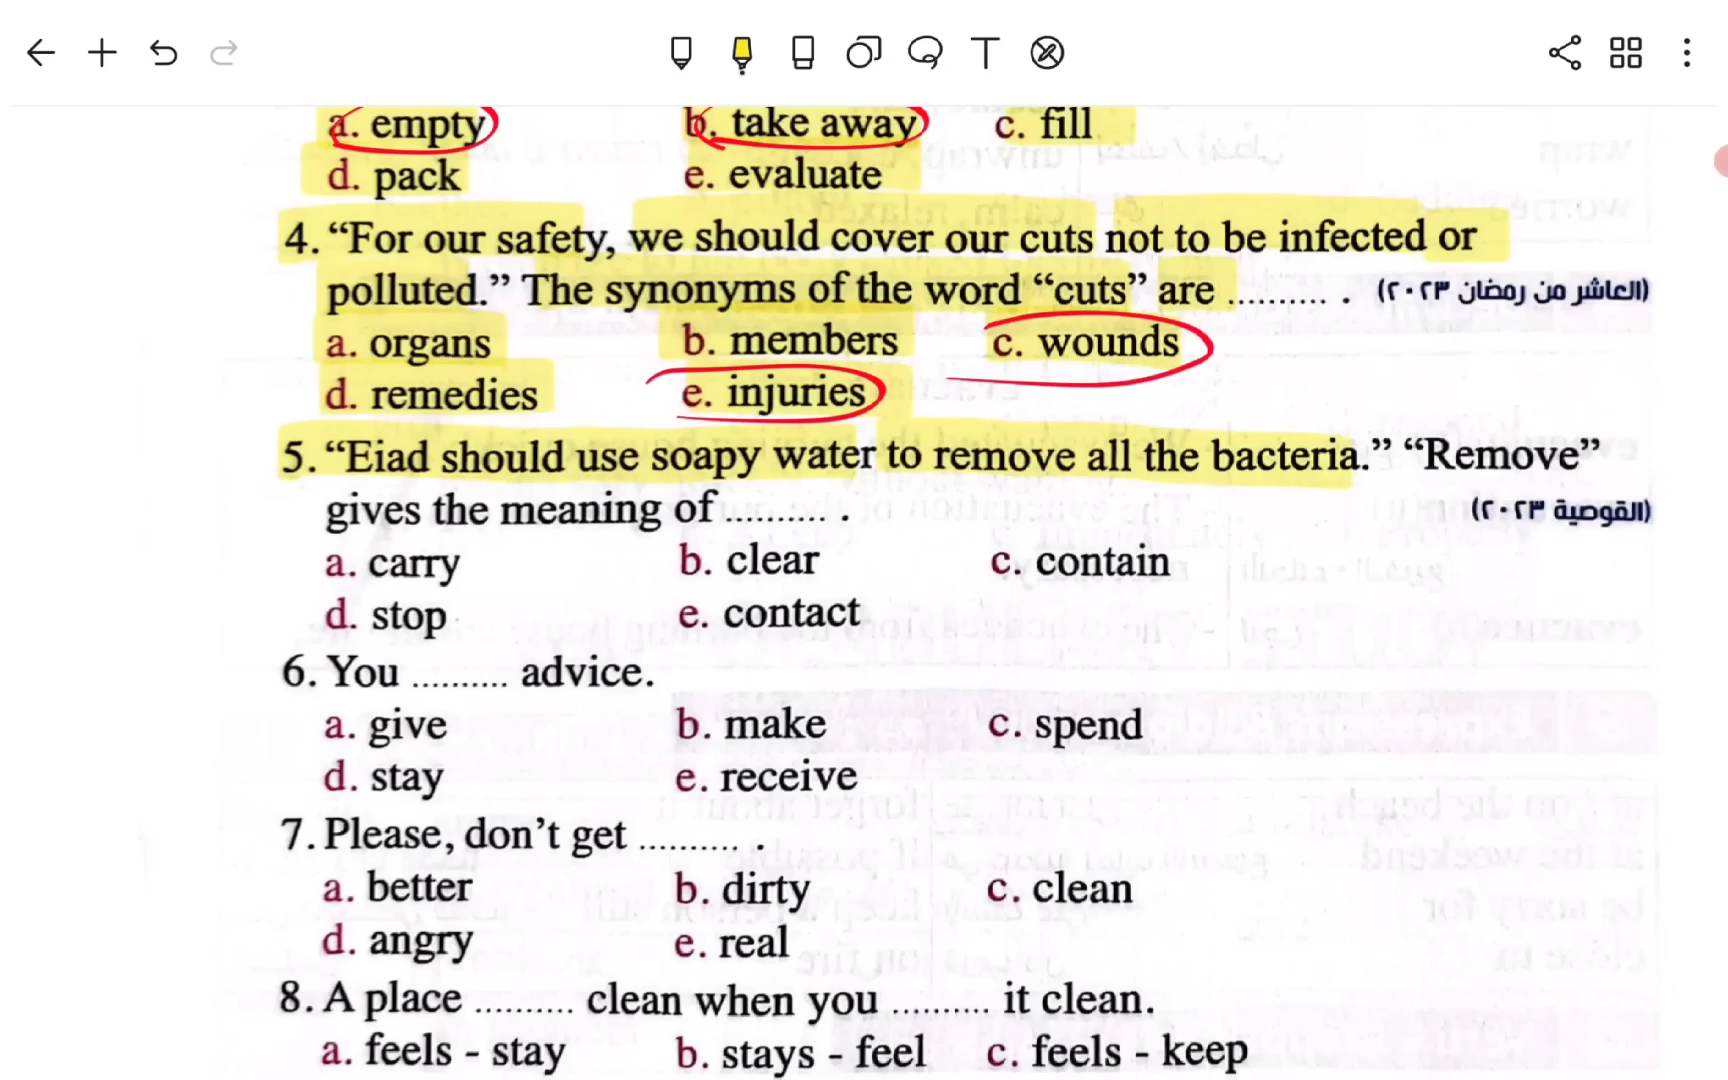 a. empty b. take away c. fill
d. pack e. evaluate
4. “For our safety, we should cover our cuts not to be infected or
polluted.” The synonyms of the word “cuts” are .......... . (العاشر من رمضان ٢٠٢٣)
a. organs b. members c. wounds
d. remedies e. injuries
5. “Eiad should use soapy water to remove all the bacteria.” “Remove”
gives the meaning of .......... . (القوصية ٢٠٢٣)
a. carry b. clear c. contain
d. stop e. contact
6. You .......... advice.
a. give b. make c. spend
d. stay e. receive
7. Please, don’t get .......... .
a. better b. dirty c. clean
d. angry e. real
8. A place .......... clean when you .......... it clean.
a. feels - stay b. stays - feel c. feels - keep